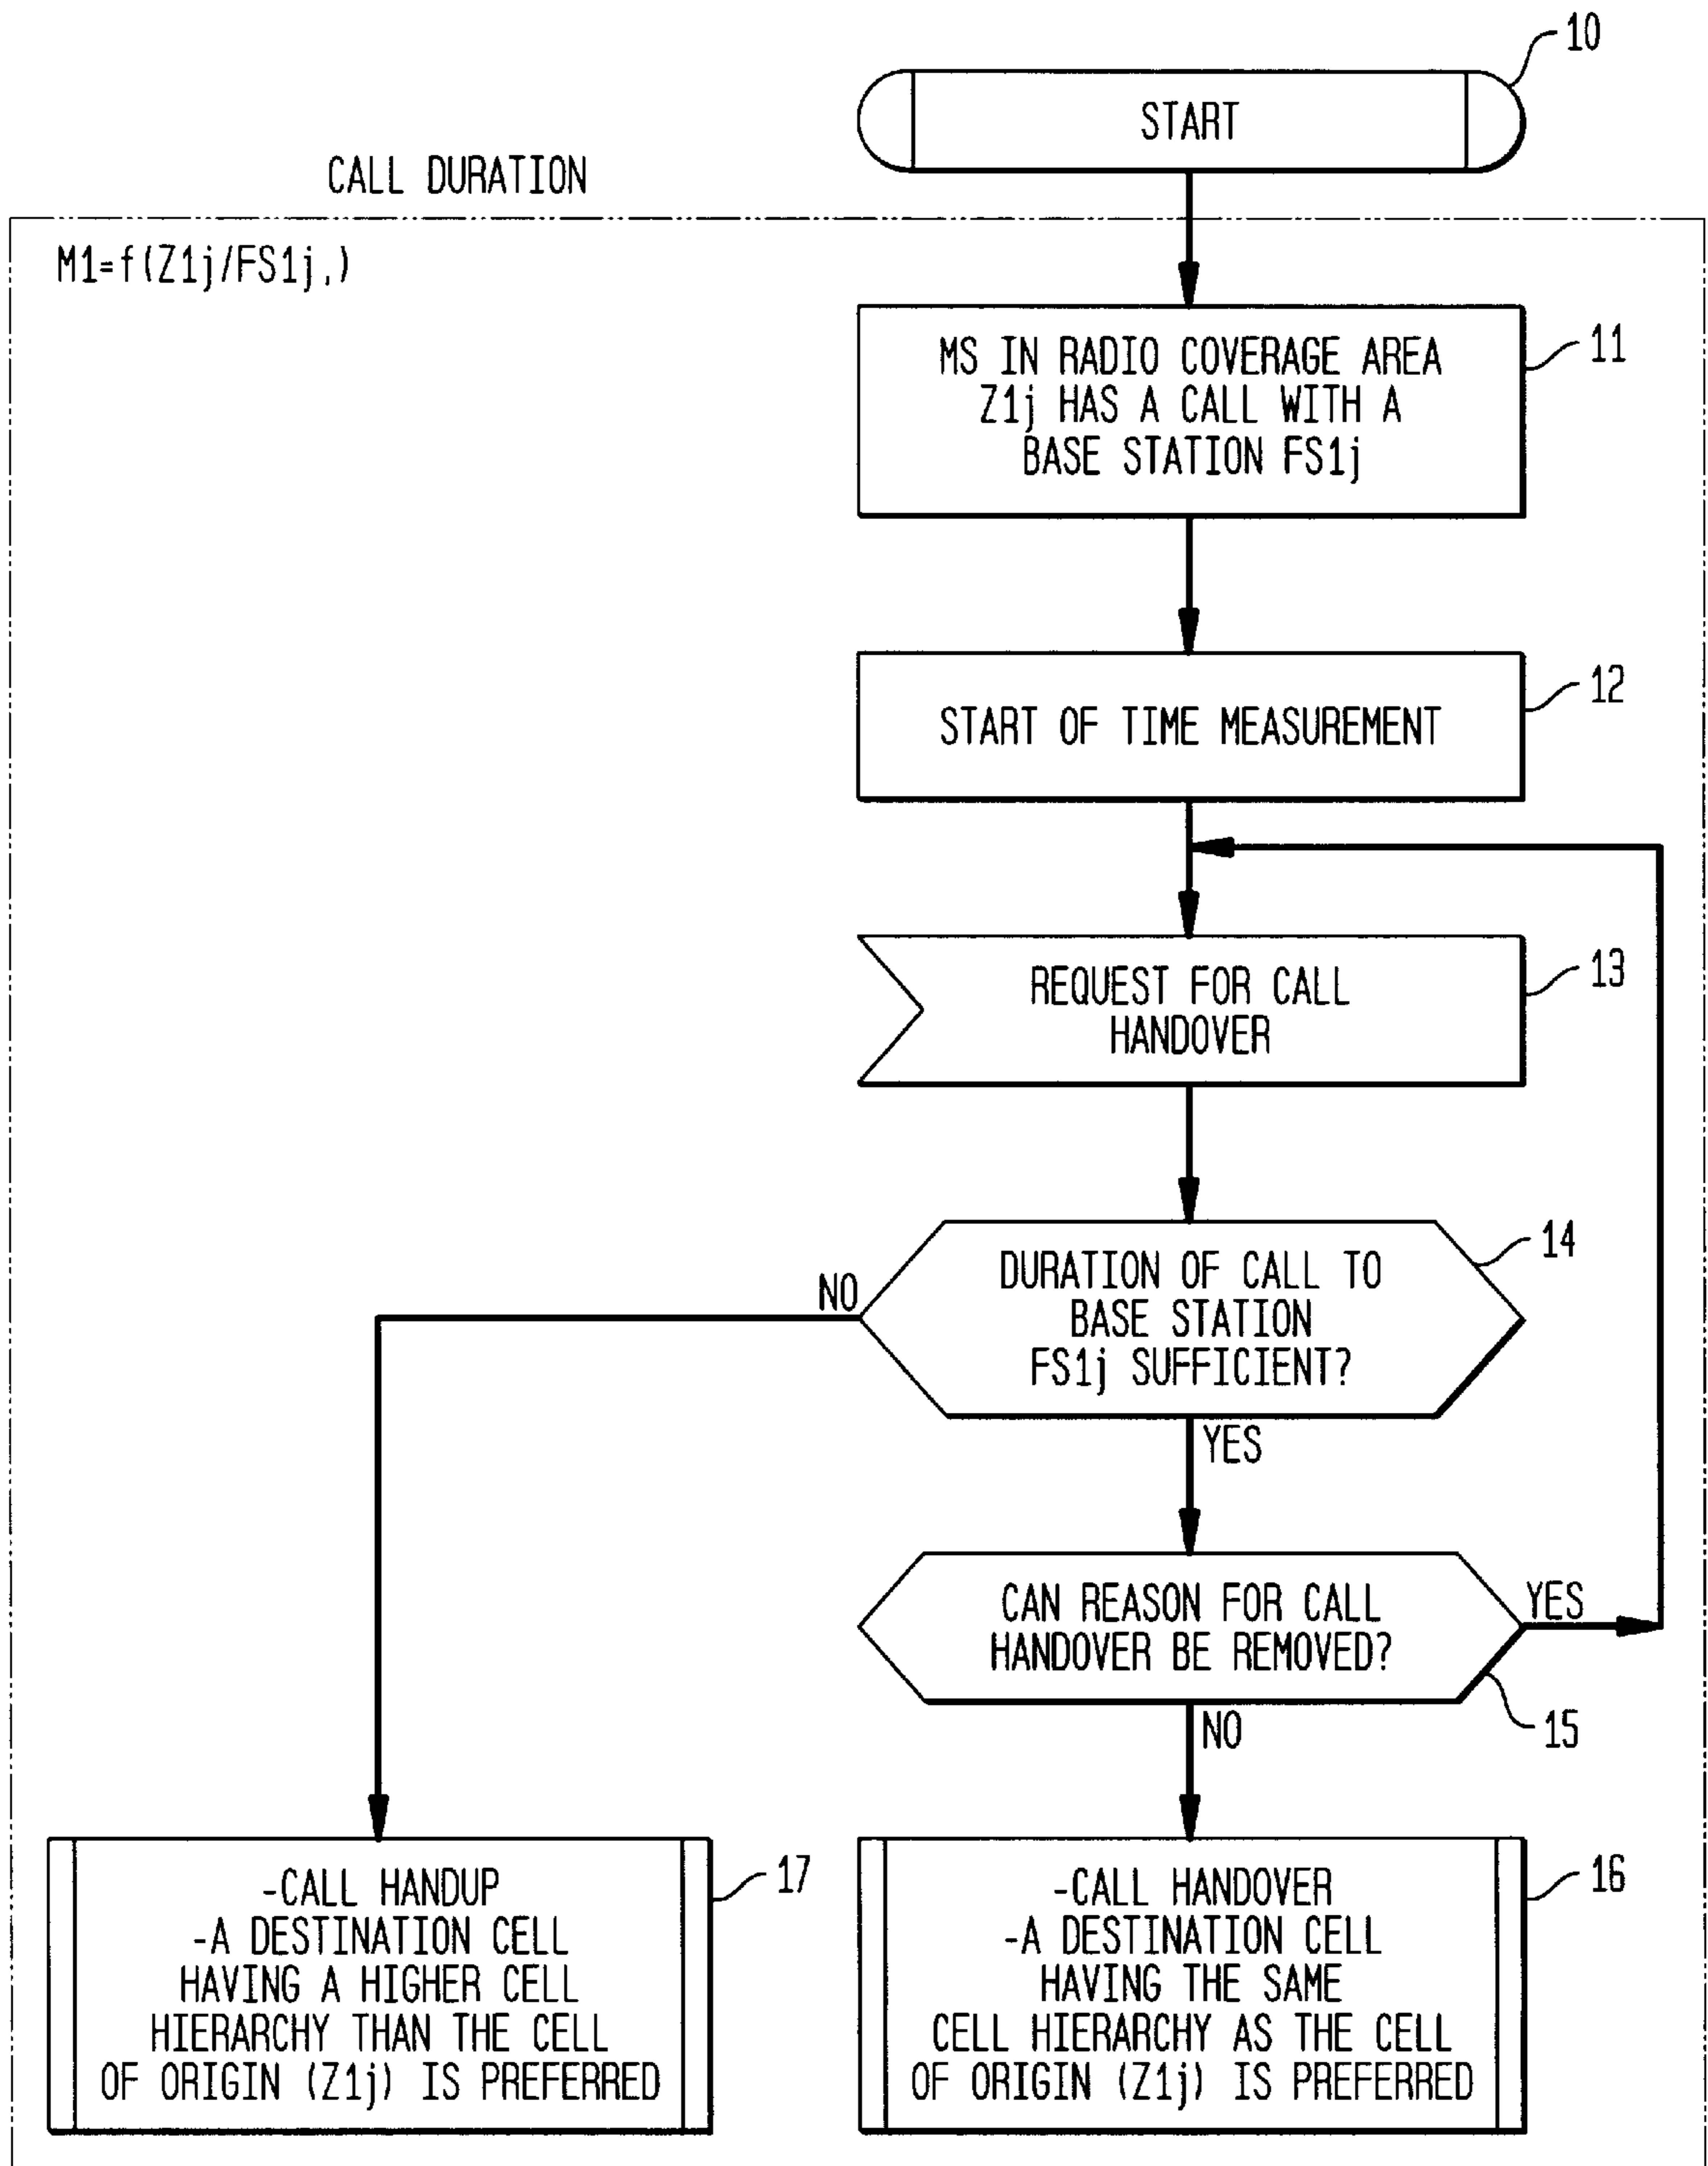 10
START
CALL DURATION
M1=f(Z1j/FS1j,)
MS IN RADIO COVERAGE AREA
Z1j HAS A CALL WITH A
BASE STATION FS1j
11
START OF TIME MEASUREMENT
12
REQUEST FOR CALL
HANDOVER
13
DURATION OF CALL TO
BASE STATION
FS1j SUFFICIENT?
14
NO
YES
CAN REASON FOR CALL
HANDOVER BE REMOVED?
YES
15
NO
-CALL HANDUP
-A DESTINATION CELL
HAVING A HIGHER CELL
HIERARCHY THAN THE CELL
OF ORIGIN (Z1j) IS PREFERRED
17
-CALL HANDOVER
-A DESTINATION CELL
HAVING THE SAME
CELL HIERARCHY AS THE CELL
OF ORIGIN (Z1j) IS PREFERRED
16